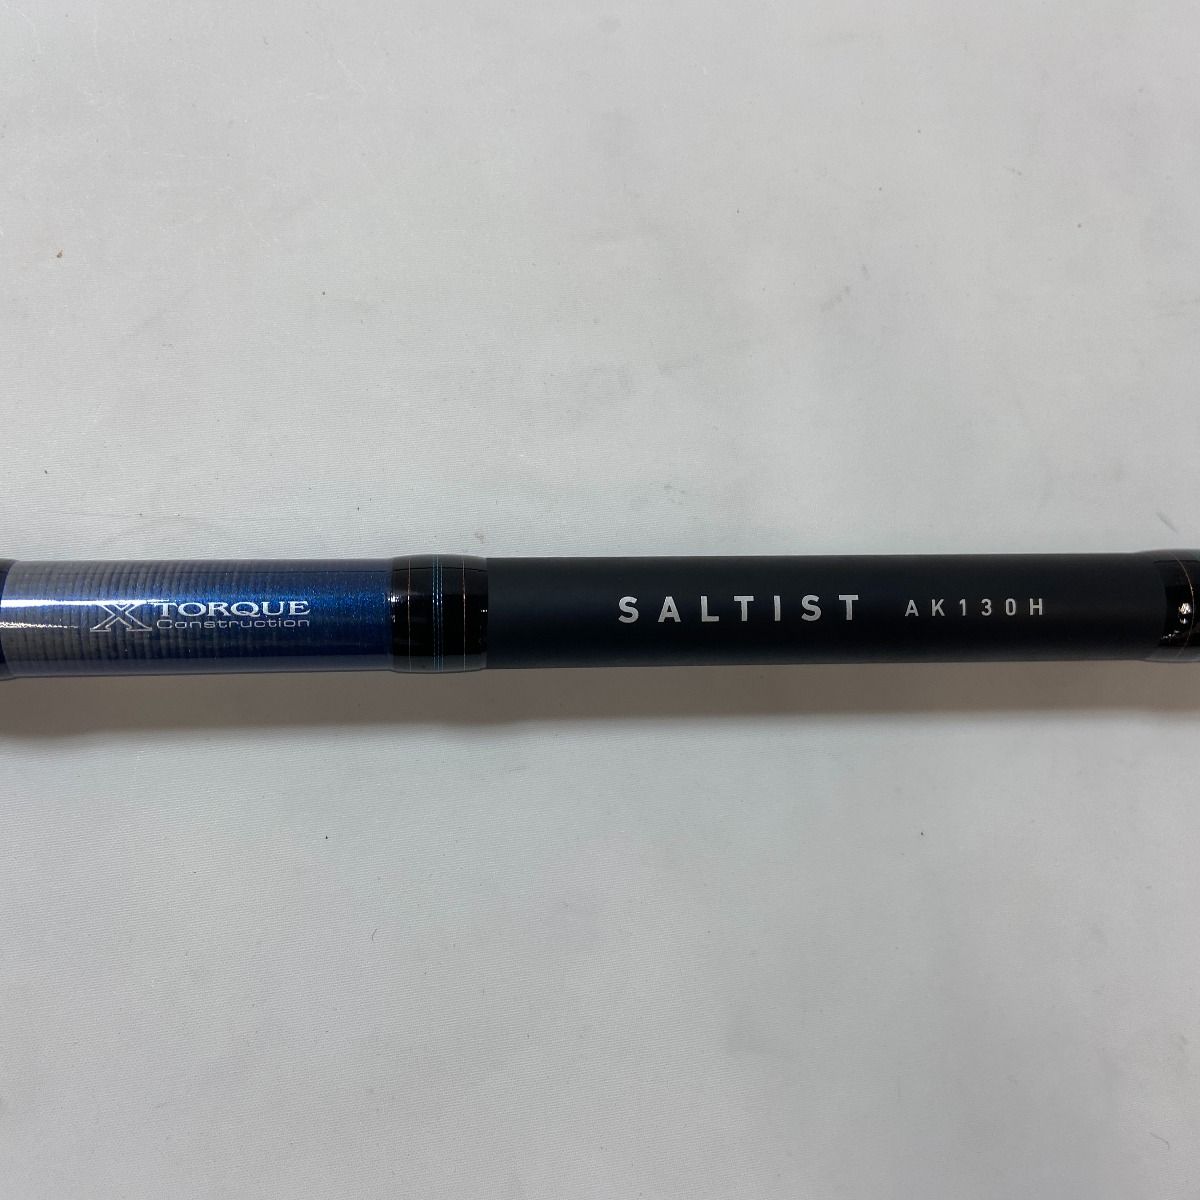 X TORQUE
Construction
SALTIST AK130H